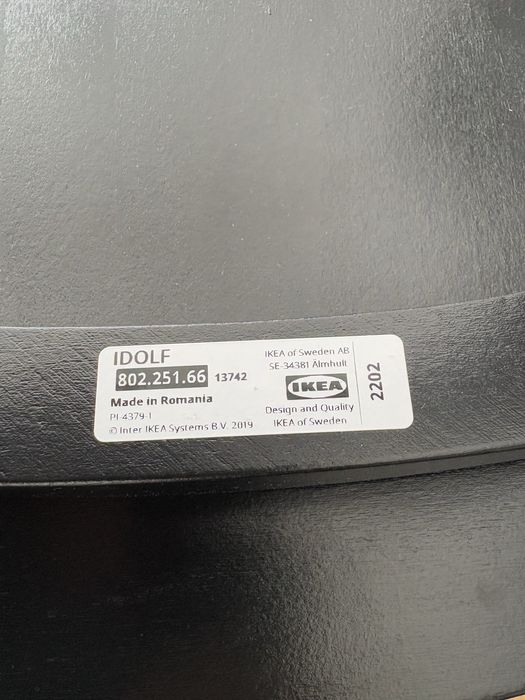 IDOLF
802.251.66 13742
Made in Romania
PI-4379-1
© Inter IKEA Systems B.V. 2019
IKEA of Sweden AB
SE-34381 Älmhult
IKEA
Design and Quality
IKEA of Sweden
2202